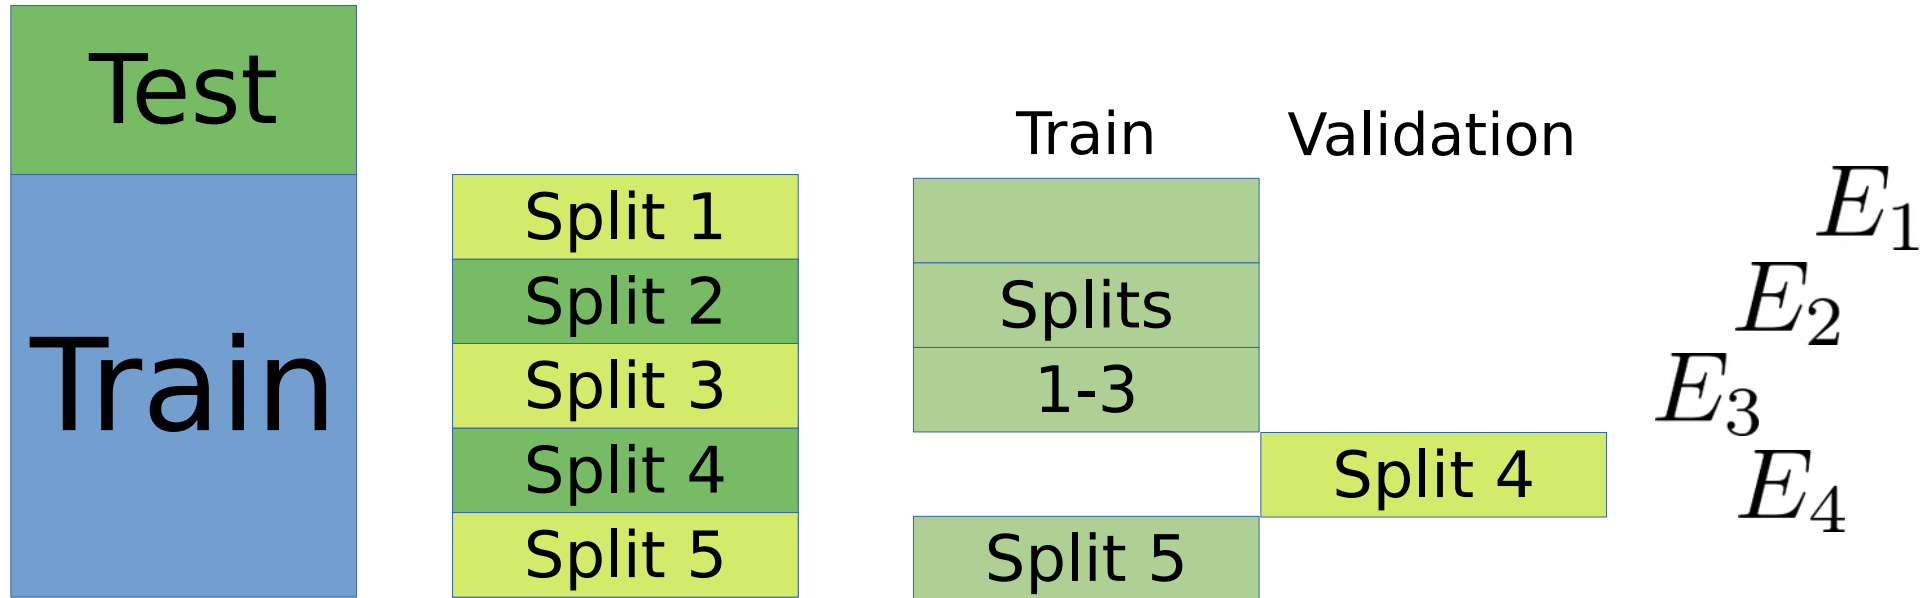 Test
Train
Split 1
Split 2
Split 3
Split 4
Split 5
Train
Splits
1-3
Split 5
Validation
Split 4
E₁
E₂
E₃
E₄